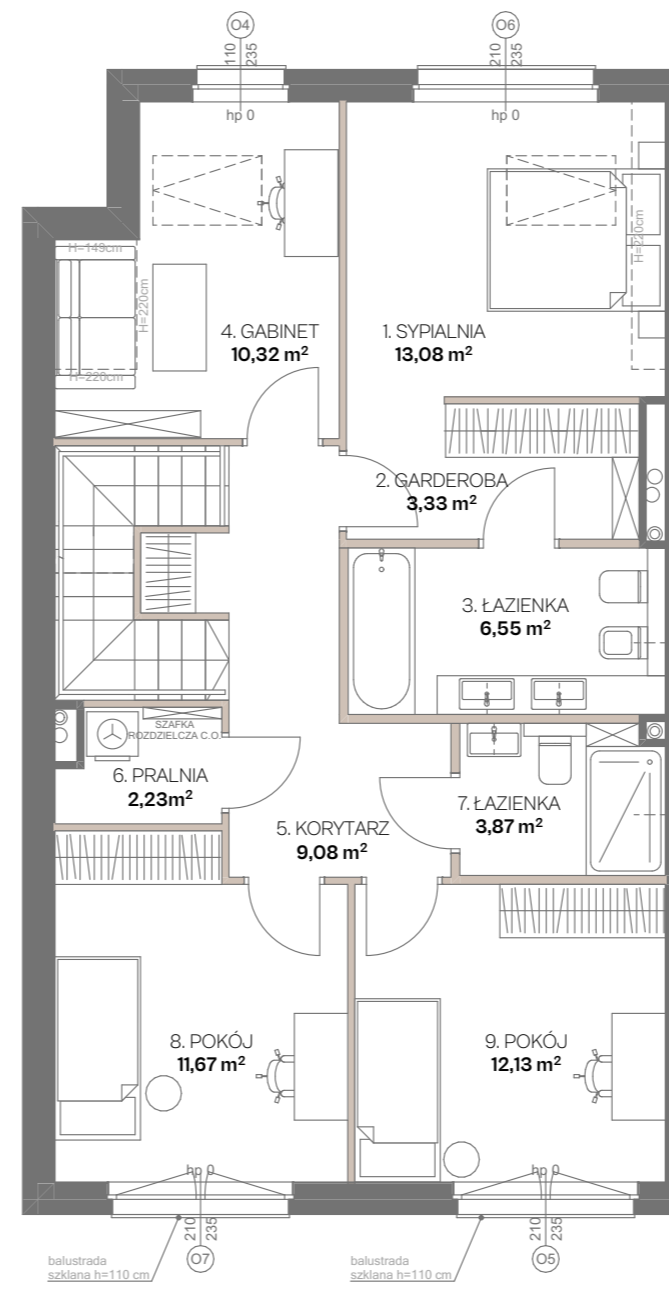 O4
110
235
hp 0
O6
210
235
hp 0
H=149cm
H=220cm
H=220cm
H=220cm
4. GABINET
10,32 m²
1. SYPIALNIA
13,08 m²
2. GARDEROBA
3,33 m²
3. ŁAZIENKA
6,55 m²
SZAFKA
ROZDZIELCZA C.O.
6. PRALNIA
2,23m²
7. ŁAZIENKA
3,87 m²
5. KORYTARZ
9,08 m²
8. POKÓJ
11,67 m²
9. POKÓJ
12,13 m²
hp 0
210
235
O7
hp 0
210
235
O5
balustrada
szklana h=110 cm
balustrada
szklana h=110 cm